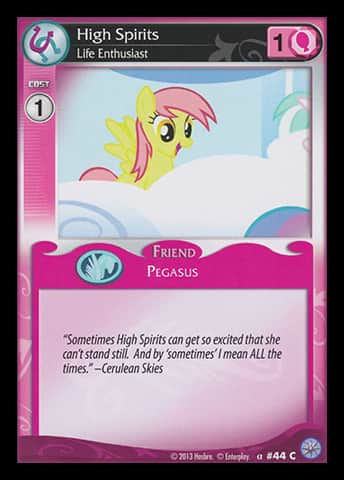 High Spirits
Life Enthusiast
1
COST
1
FRIEND
PEGASUS
“Sometimes High Spirits can get so excited that she
can’t stand still.  And by ‘sometimes’ I mean ALL the
times.” –Cerulean Skies
© 2013 Hasbro. © Enterplay. α #44 C